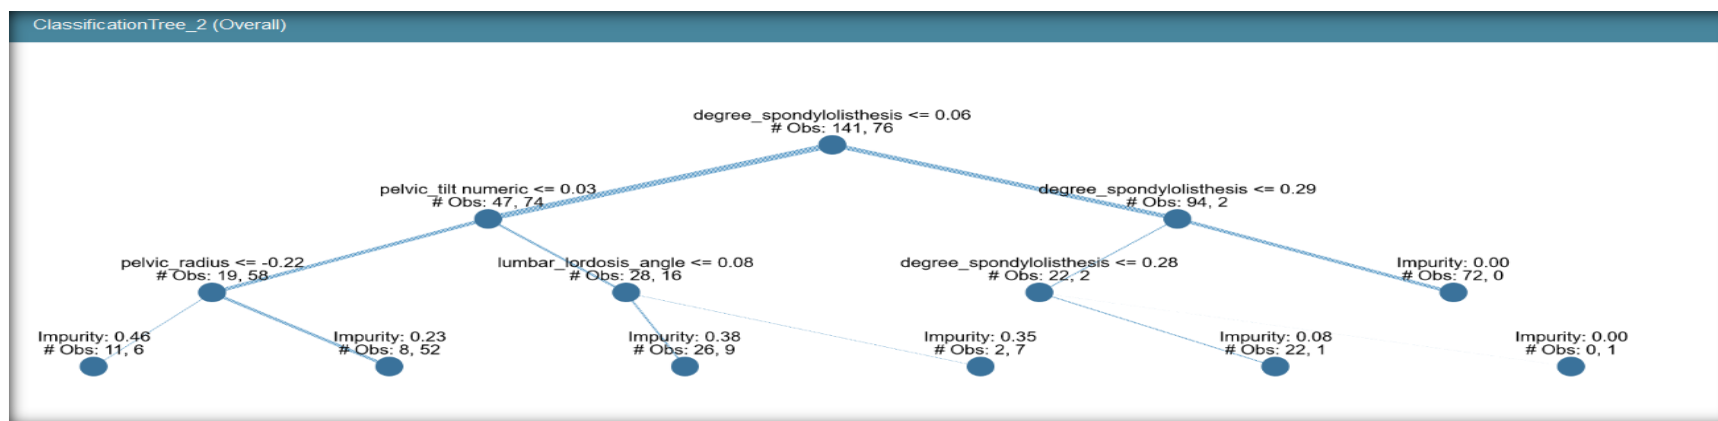 ClassificationTree_2 (Overall)
degree_spondylolisthesis <= 0.06
# Obs: 141, 76
pelvic_tilt numeric <= 0.03
# Obs: 47, 74
degree_spondylolisthesis <= 0.29
# Obs: 94, 2
pelvic_radius <= -0.22
# Obs: 19, 58
lumbar_lordosis_angle <= 0.08
# Obs: 28, 16
degree_spondylolisthesis <= 0.28
# Obs: 22, 2
Impurity: 0.00
# Obs: 72, 0
Impurity: 0.46
# Obs: 11, 6
Impurity: 0.23
# Obs: 8, 52
Impurity: 0.38
# Obs: 26, 9
Impurity: 0.35
# Obs: 2, 7
Impurity: 0.08
# Obs: 22, 1
Impurity: 0.00
# Obs: 0, 1